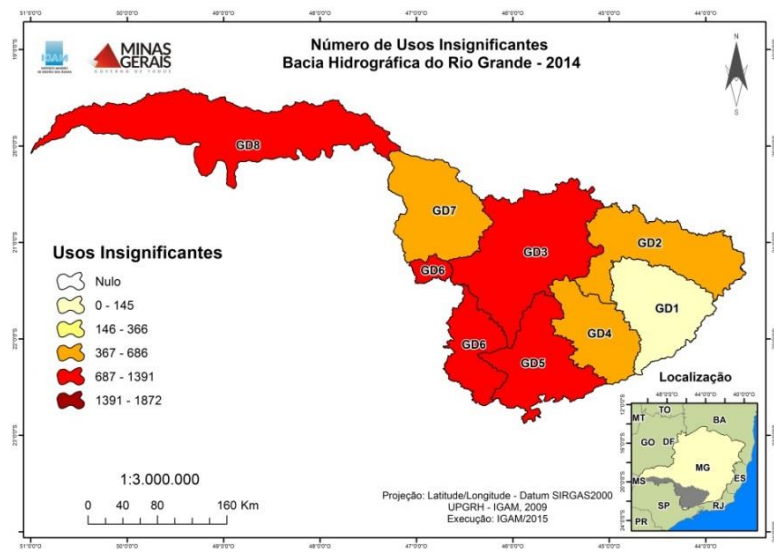 51°0'0"S 50°0'0"S 49°0'0"S 48°0'0"S 47°0'0"S 46°0'0"S 45°0'0"S 44°0'0"S
IGAM
MINAS
GERAIS
GOVERNO DE TODOS
Número de Usos Insignificantes
Bacia Hidrográfica do Rio Grande - 2014
N
S
GD8
GD7
GD3
GD2
GD6
GD1
GD6
GD5
GD4
Usos Insignificantes
Nulo
0 - 145
146 - 366
367 - 686
687 - 1391
1391 - 1872
1:3.000.000
0 40 80 160 Km
Projeção: Latitude/Longitude - Datum SIRGAS2000
UPGRH - IGAM, 2009
Execução: IGAM/2015
Localização
MT TO BA
GO DF
MG
MS ES
SP RJ
PR